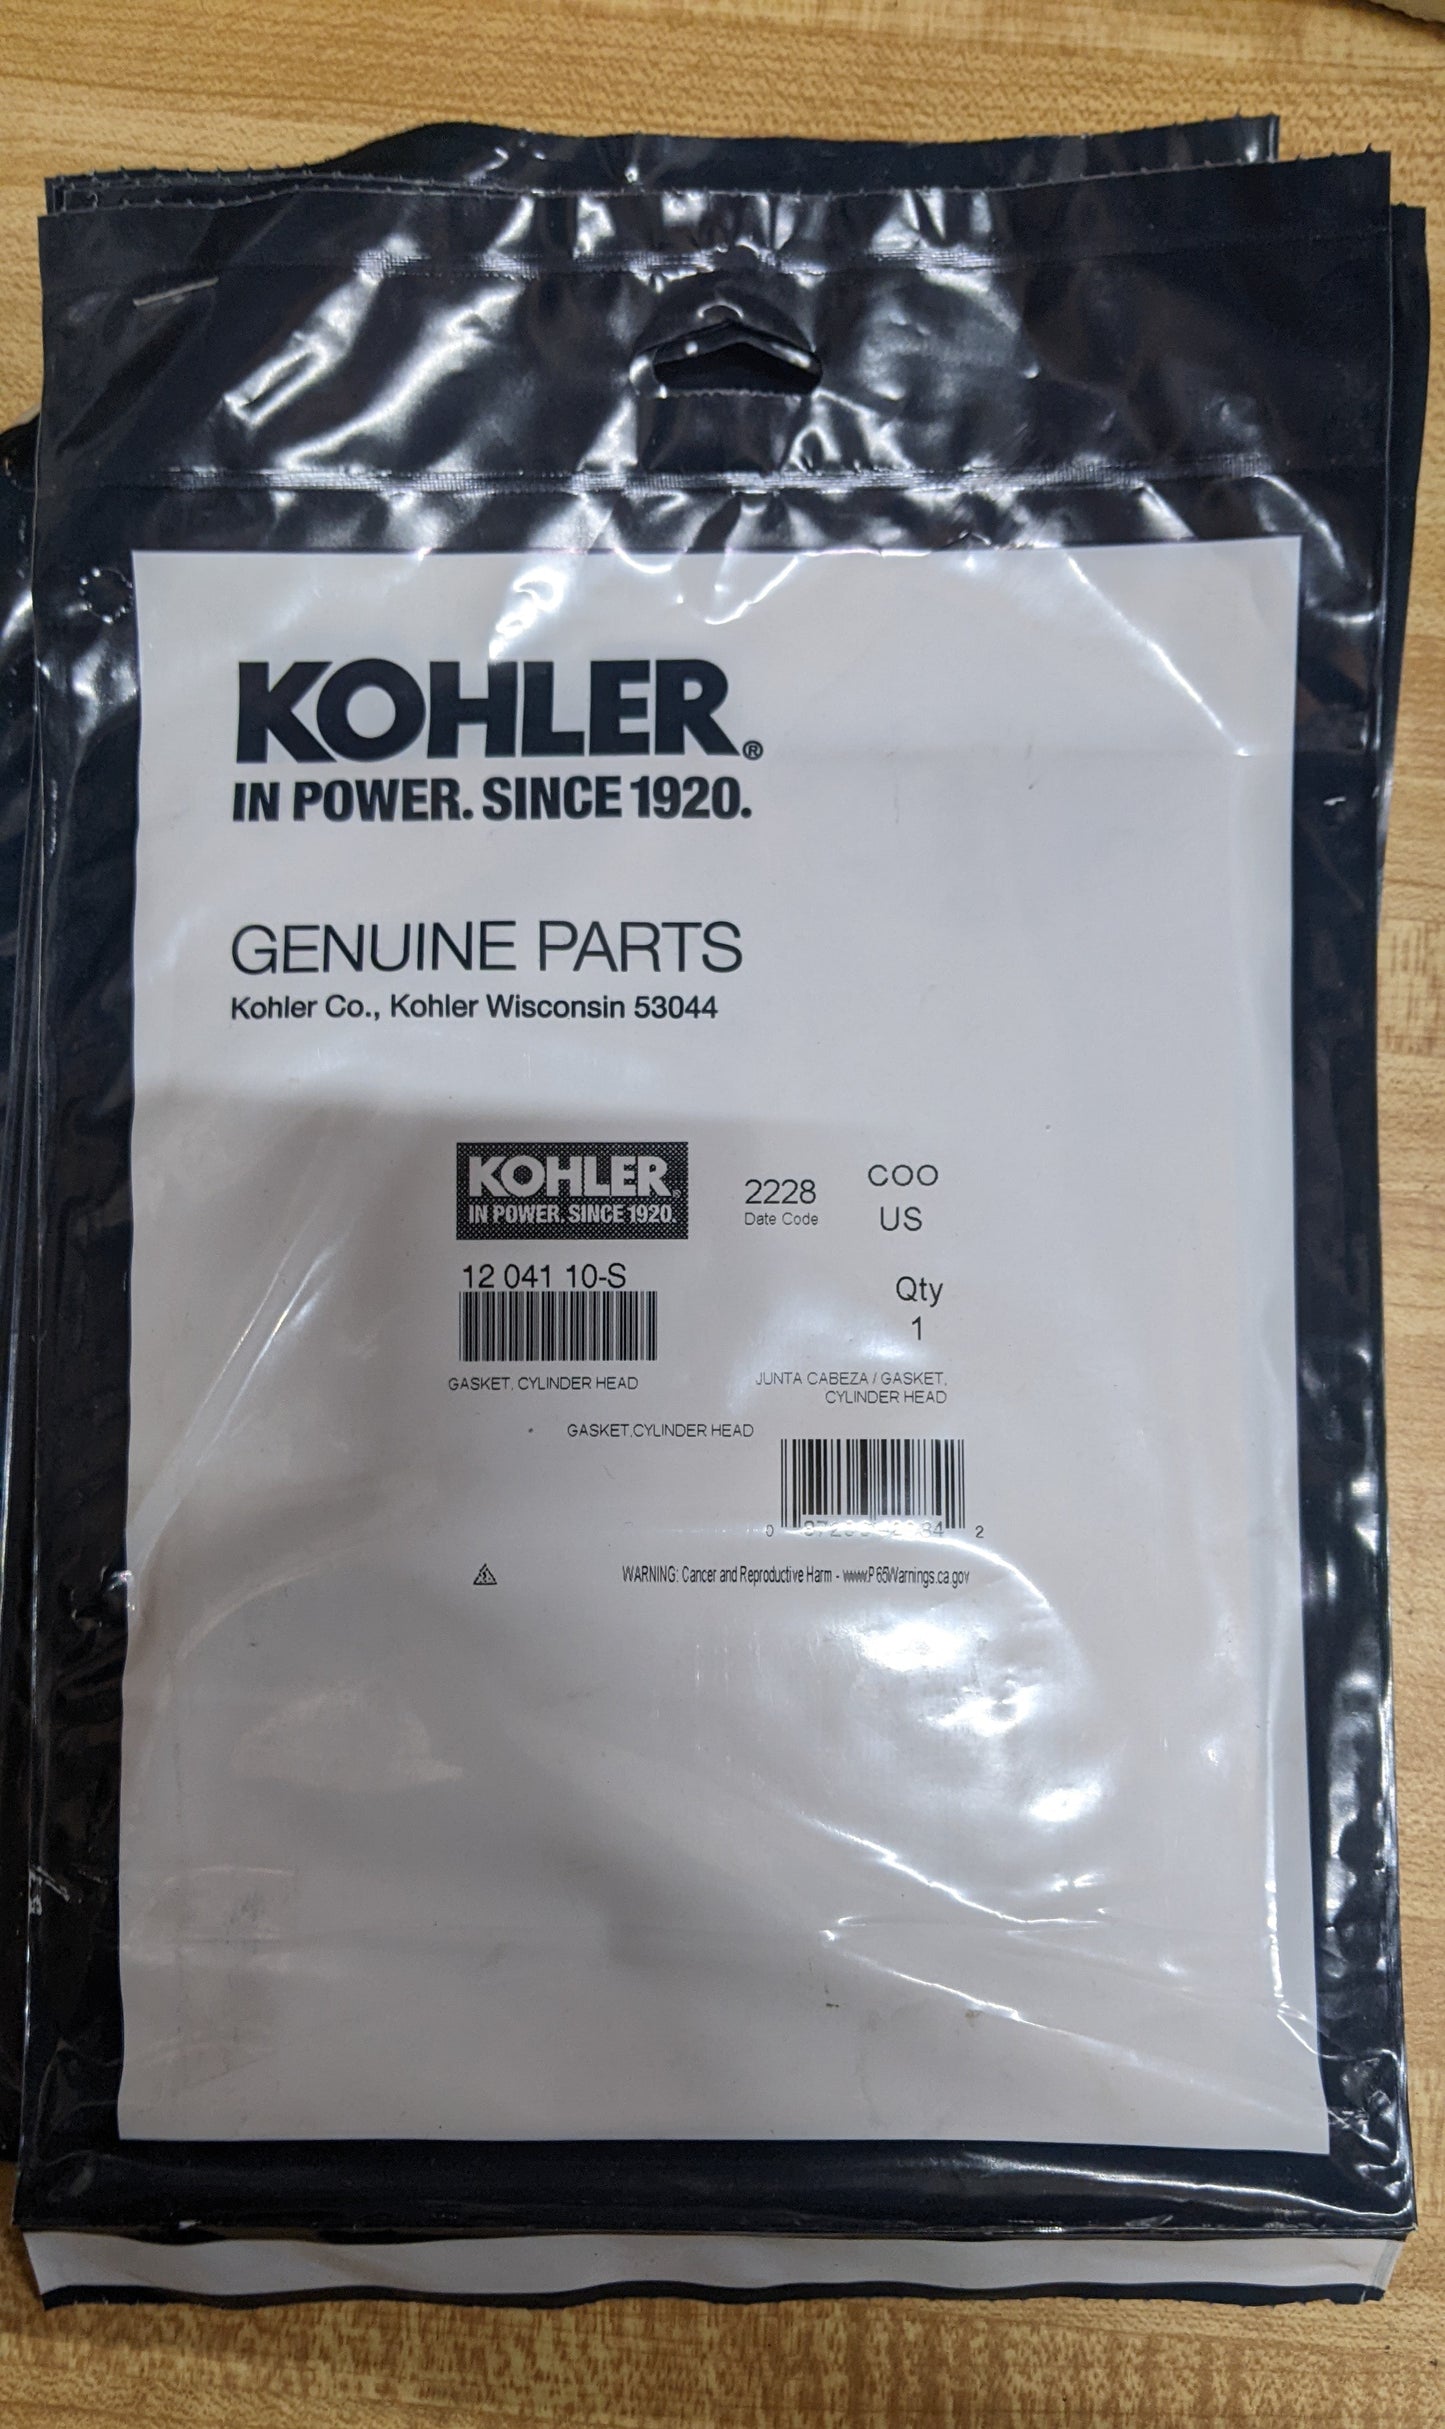 KOHLER®
IN POWER. SINCE 1920.
GENUINE PARTS
Kohler Co., Kohler Wisconsin 53044
KOHLER®
IN POWER. SINCE 1920.
2228
Date Code
COO
US
12 041 10-S
Qty
1
GASKET, CYLINDER HEAD
JUNTA CABEZA / GASKET,
CYLINDER HEAD
GASKET,CYLINDER HEAD
0 2
WARNING: Cancer and Reproductive Harm - www.P65Warnings.ca.gov